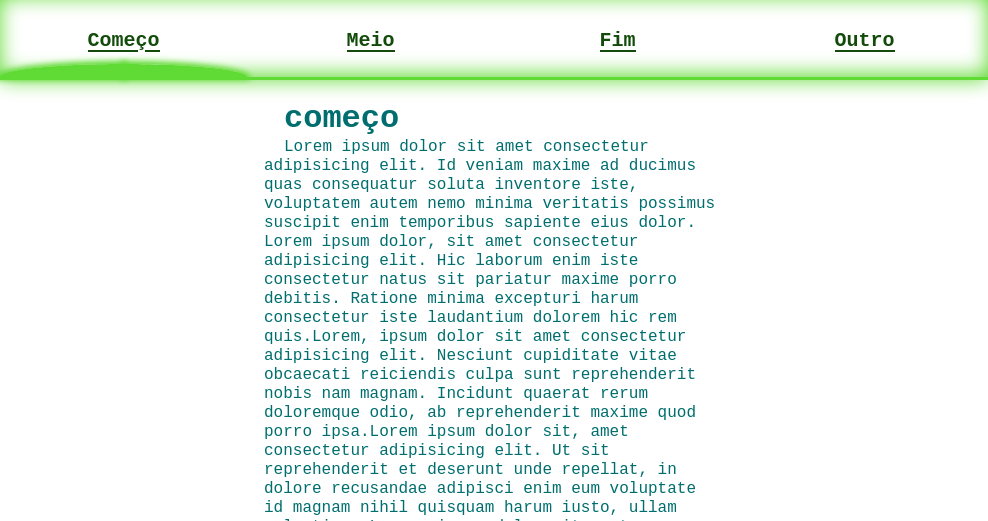 Começo Meio Fim Outro
começo
Lorem ipsum dolor sit amet consectetur
adipisicing elit. Id veniam maxime ad ducimus
quas consequatur soluta inventore iste,
voluptatem autem nemo minima veritatis possimus
suscipit enim temporibus sapiente eius dolor.
Lorem ipsum dolor, sit amet consectetur
adipisicing elit. Hic laborum enim iste
consectetur natus sit pariatur maxime porro
debitis. Ratione minima excepturi harum
consectetur iste laudantium dolorem hic rem
quis.Lorem, ipsum dolor sit amet consectetur
adipisicing elit. Nesciunt cupiditate vitae
obcaecati reiciendis culpa sunt reprehenderit
nobis nam magnam. Incidunt quaerat rerum
doloremque odio, ab reprehenderit maxime quod
porro ipsa.Lorem ipsum dolor sit, amet
consectetur adipisicing elit. Ut sit
reprehenderit et deserunt unde repellat, in
dolore recusandae adipisci enim eum voluptate
id magnam nihil quisquam harum iusto, ullam